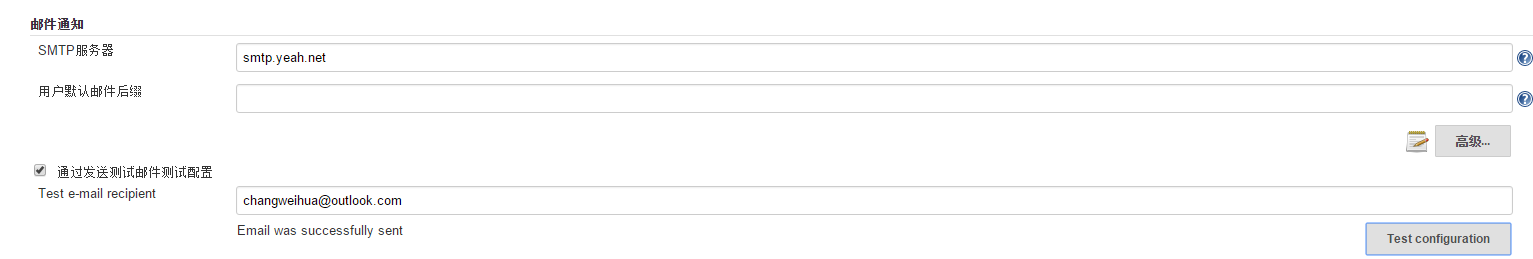 邮件通知
SMTP服务器
smtp.yeah.net
用户默认邮件后缀
高级...
通过发送测试邮件测试配置
Test e-mail recipient
changweihua@outlook.com
Email was successfully sent
Test configuration